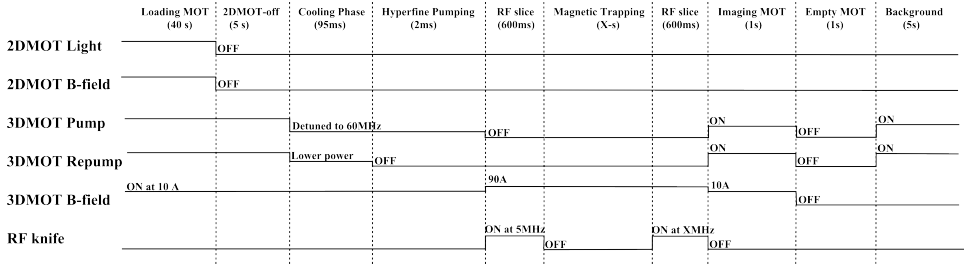 Loading MOT 2DMOT-off Cooling Phase Hyperfine Pumping RF slice Magnetic Trapping RF slice Imaging MOT Empty MOT Background
(40 s) (5 s) (95ms) (2ms) (600ms) (X-s) (600ms) (1s) (1s) (5s)
2DMOT Light OFF
2DMOT B-field OFF
3DMOT Pump Detuned to 60MHz OFF ON OFF ON
3DMOT Repump Lower power OFF ON OFF ON
3DMOT B-field ON at 10 A 90A 10A OFF
RF knife ON at 5MHz OFF ON at XMHz OFF